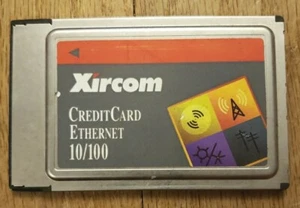 Xircom
CREDITCARD
ETHERNET
10/100